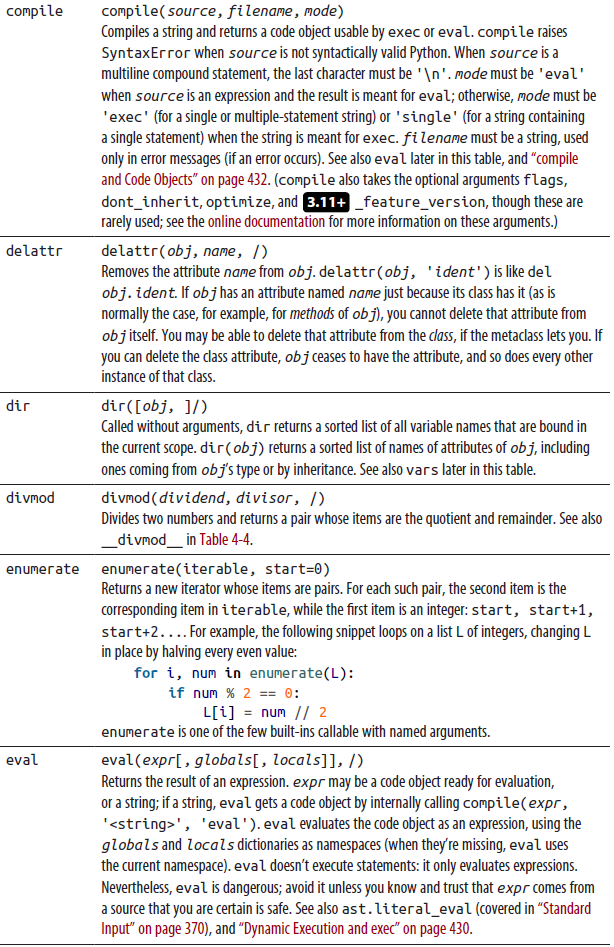 compile compile(source, filename, mode)
Compiles a string and returns a code object usable by exec or eval. compile raises
SyntaxError when source is not syntactically valid Python. When source is a
multiline compound statement, the last character must be '\n'. mode must be 'eval'
when source is an expression and the result is meant for eval; otherwise, mode must be
'exec' (for a single or multiple-statement string) or 'single' (for a string containing
a single statement) when the string is meant for exec. filename must be a string, used
only in error messages (if an error occurs). See also eval later in this table, and “compile
and Code Objects” on page 432. (compile also takes the optional arguments flags,
dont_inherit, optimize, and 3.11+ _feature_version, though these are
rarely used; see the online documentation for more information on these arguments.)
delattr delattr(obj, name, /)
Removes the attribute name from obj. delattr(obj, 'ident') is like del
obj.ident. If obj has an attribute named name just because its class has it (as is
normally the case, for example, for methods of obj), you cannot delete that attribute from
obj itself. You may be able to delete that attribute from the class, if the metaclass lets you. If
you can delete the class attribute, obj ceases to have the attribute, and so does every other
instance of that class.
dir dir([obj, ]/)
Called without arguments, dir returns a sorted list of all variable names that are bound in
the current scope. dir(obj) returns a sorted list of names of attributes of obj, including
ones coming from obj’s type or by inheritance. See also vars later in this table.
divmod divmod(dividend, divisor, /)
Divides two numbers and returns a pair whose items are the quotient and remainder. See also
__divmod__ in Table 4-4.
enumerate enumerate(iterable, start=0)
Returns a new iterator whose items are pairs. For each such pair, the second item is the
corresponding item in iterable, while the first item is an integer: start, start+1,
start+2.... For example, the following snippet loops on a list L of integers, changing L
in place by halving every even value:
for i, num in enumerate(L):
if num % 2 == 0:
L[i] = num // 2
enumerate is one of the few built-ins callable with named arguments.
eval eval(expr[, globals[, locals]], /)
Returns the result of an expression. expr may be a code object ready for evaluation,
or a string; if a string, eval gets a code object by internally calling compile(expr,
'<string>', 'eval'). eval evaluates the code object as an expression, using the
globals and locals dictionaries as namespaces (when they’re missing, eval uses
the current namespace). eval doesn’t execute statements: it only evaluates expressions.
Nevertheless, eval is dangerous; avoid it unless you know and trust that expr comes from
a source that you are certain is safe. See also ast.literal_eval (covered in “Standard
Input” on page 370), and “Dynamic Execution and exec” on page 430.